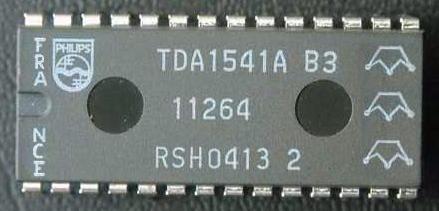 FRA
NCE
PHILIPS
TDA1541A B3
11264
RSH0413 2